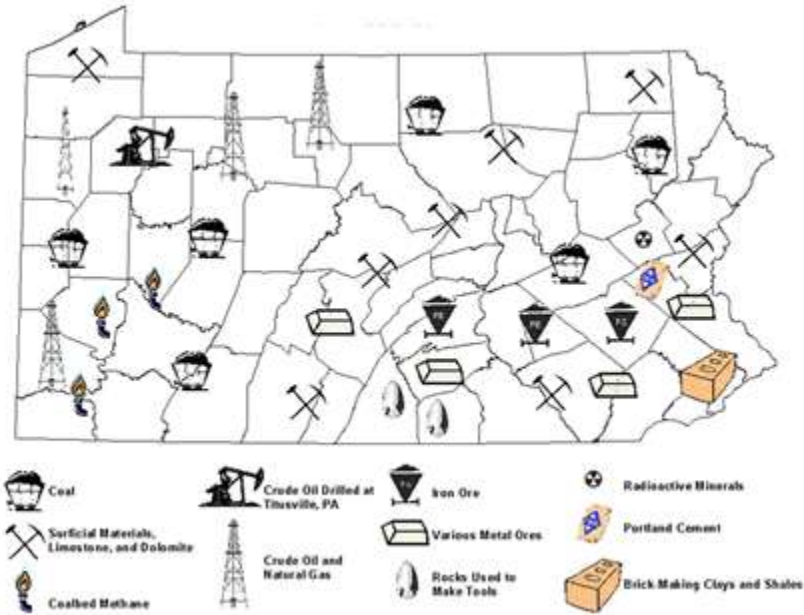 Coal
Surficial Materials,
Limestone, and Dolomite
Coalbed Methane
Crude Oil Drilled at
Titusville, PA
Crude Oil and
Natural Gas
Iron Ore
Various Metal Ores
Rocks Used to
Make Tools
Radioactive Minerals
Portland Cement
Brick-Making Clays and Shales